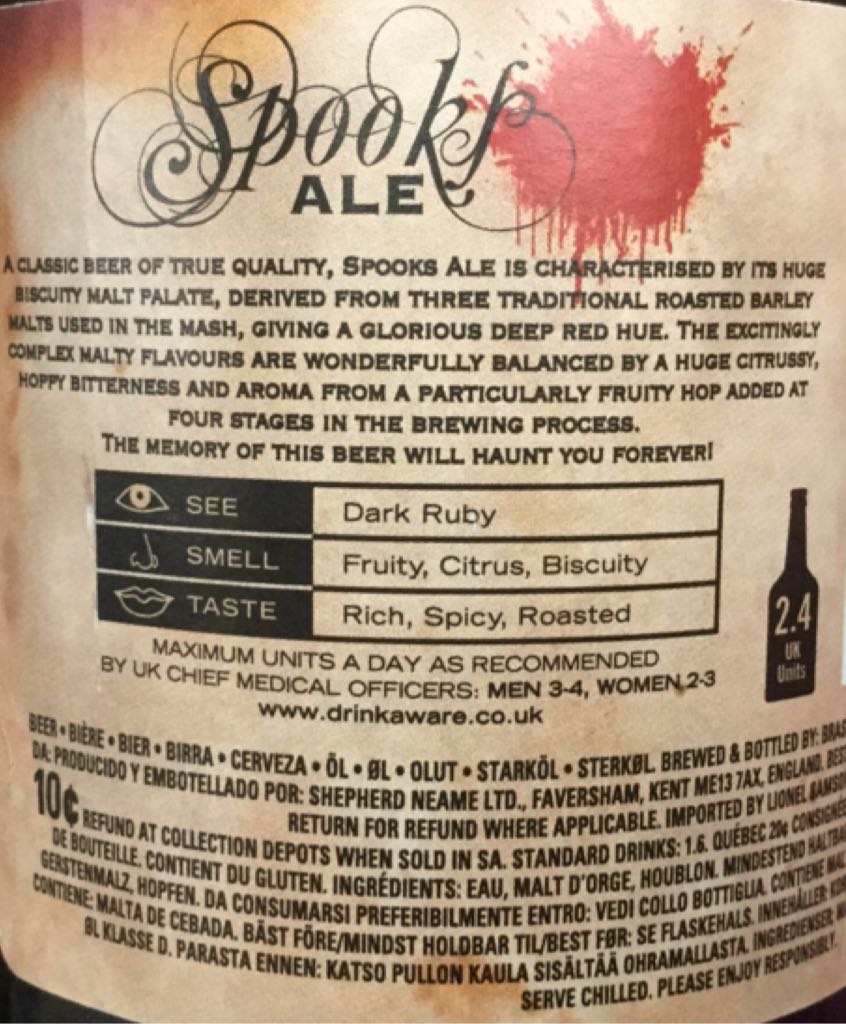 Spooks
ALE
A CLASSIC BEER OF TRUE QUALITY, SPOOKS ALE IS CHARACTERISED BY ITS HUGE
BISCUITY MALT PALATE, DERIVED FROM THREE TRADITIONAL ROASTED BARLEY
MALTS USED IN THE MASH, GIVING A GLORIOUS DEEP RED HUE. THE EXCITINGLY
COMPLEX MALTY FLAVOURS ARE WONDERFULLY BALANCED BY A HUGE CITRUSSY,
HOPPY BITTERNESS AND AROMA FROM A PARTICULARLY FRUITY HOP ADDED AT
FOUR STAGES IN THE BREWING PROCESS.
THE MEMORY OF THIS BEER WILL HAUNT YOU FOREVER!
SEE Dark Ruby
SMELL Fruity, Citrus, Biscuity
TASTE Rich, Spicy, Roasted
2.4
UK
Units
MAXIMUM UNITS A DAY AS RECOMMENDED
BY UK CHIEF MEDICAL OFFICERS: MEN 3-4, WOMEN 2-3
www.drinkaware.co.uk
BEER • BIÈRE • BIER • BIRRA • CERVEZA • ÖL • ØL • OLUT • STARKÖL • STERKØL. BREWED & BOTTLED BY:
DA: PRODUCIDO Y EMBOTELLADO POR: SHEPHERD NEAME LTD., FAVERSHAM, KENT ME13 7AX, ENGLAND.
RETURN FOR REFUND WHERE APPLICABLE. IMPORTED BY LIONEL
10¢ REFUND AT COLLECTION DEPOTS WHEN SOLD IN SA. STANDARD DRINKS: 1.6. QUÉBEC 20¢
DE BOUTEILLE. CONTIENT DU GLUTEN. INGRÉDIENTS: EAU, MALT D'ORGE, HOUBLON. MINDESTEND
GERSTENMALZ, HOPFEN. DA CONSUMARSI PREFERIBILMENTE ENTRO: VEDI COLLO BOTTIGLIA. CONTIENE
CONTIENE: MALTA DE CEBADA. BÄST FÖRE/MINDST HOLDBAR TIL/BEST FØR: SE FLASKEHALS. INNEHÅLLER:
ØL KLASSE D. PARASTA ENNEN: KATSO PULLON KAULA SISÄLTÄÄ OHRAMALLASTA. INGREDIENSER:
SERVE CHILLED. PLEASE ENJOY RESPONSIBLY.